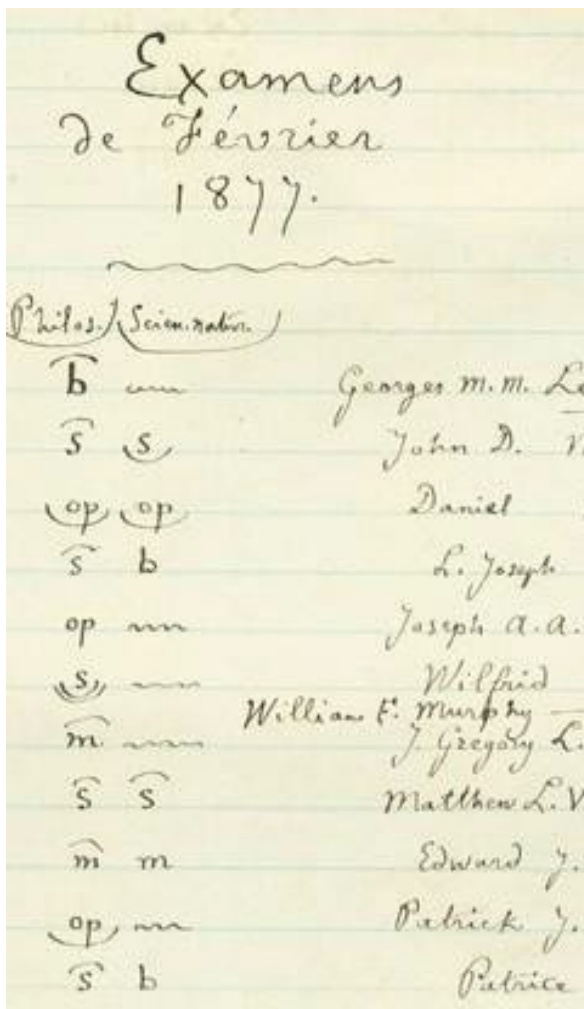 Examens
de Février
1877.
Philos. Scien. natur.
b Georges M. M. Le
S S John D.
op op Daniel
S b L. Joseph
op Joseph A. A.
S Wilfrid
William F. Murphy
m J. Gregory L.
S S Matthew L. V
m m Edward J.
op Patrick J.
S b Patrice